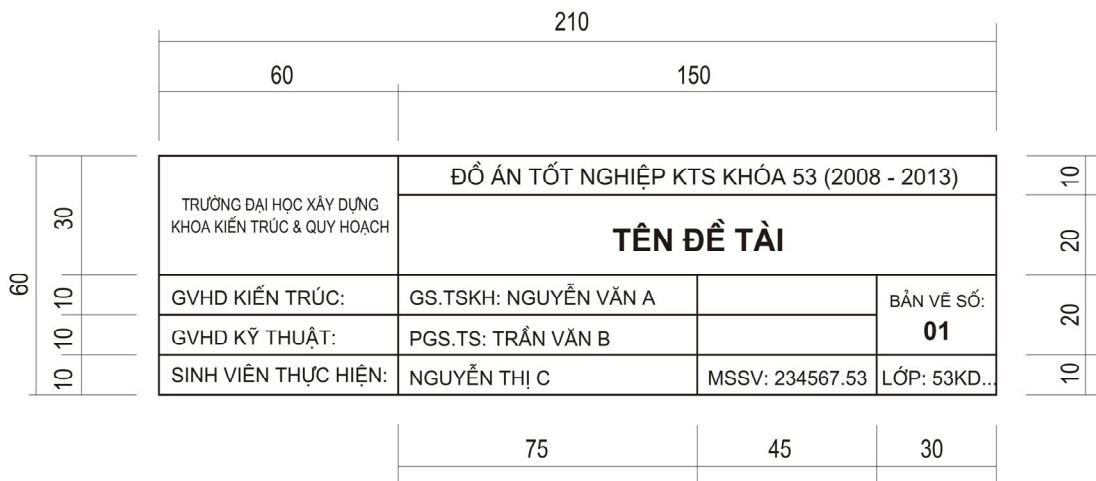 210
60 150
ĐỒ ÁN TỐT NGHIỆP KTS KHÓA 53 (2008 - 2013)
TRƯỜNG ĐẠI HỌC XÂY DỰNG
KHOA KIẾN TRÚC & QUY HOẠCH
TÊN ĐỀ TÀI
GVHD KIẾN TRÚC: GS.TSKH: NGUYỄN VĂN A
BẢN VẼ SỐ:
01
GVHD KỸ THUẬT: PGS.TS: TRẦN VĂN B
SINH VIÊN THỰC HIỆN: NGUYỄN THỊ C MSSV: 234567.53 LỚP: 53KD...
60
30
10
10
10
10
20
20
10
75 45 30